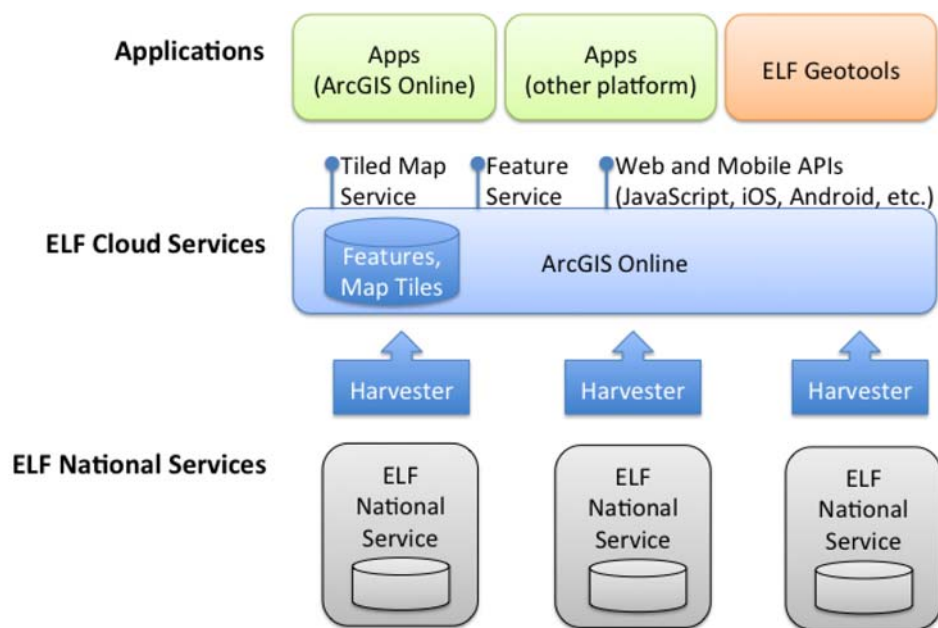 Applications
Apps
(ArcGIS Online)
Apps
(other platform)
ELF Geotools
Tiled Map
Service
Feature
Service
Web and Mobile APIs
(JavaScript, iOS, Android, etc.)
ELF Cloud Services
Features,
Map Tiles
ArcGIS Online
Harvester
Harvester
Harvester
ELF National Services
ELF
National
Service
ELF
National
Service
ELF
National
Service